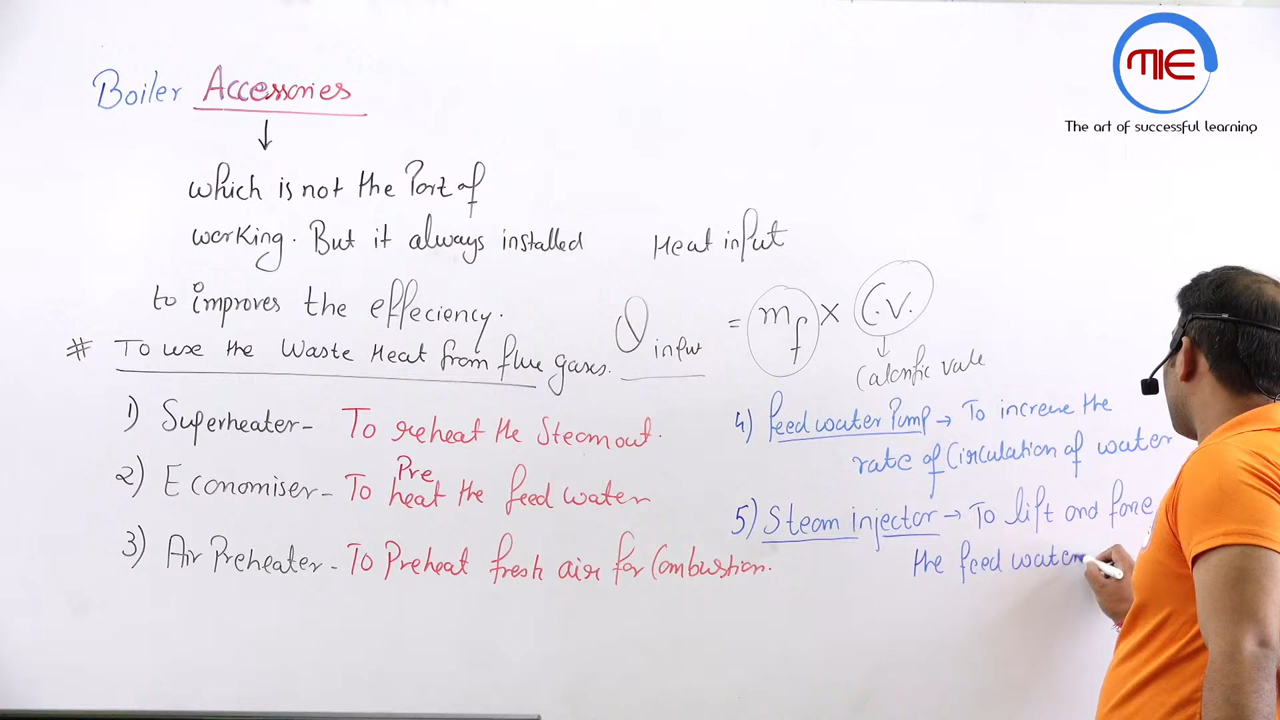 MIE
The art of successful learning
Boiler Accessories
↓
which is not the Part of
working. But it always installed
to improves the effeciency.
# To use the Waste Heat from flue gases.
Heat input
Q input = mf × C.V.
↓
Calorific value
1) Superheater - To reheat the Steam out.
2) Economiser - To Preheat the feed water
3) Air Preheater - To Preheat fresh air for Combustion.
4) feed water Pump → To increase the
rate of Circulation of water
5) Steam injector → To lift and force
the feed water